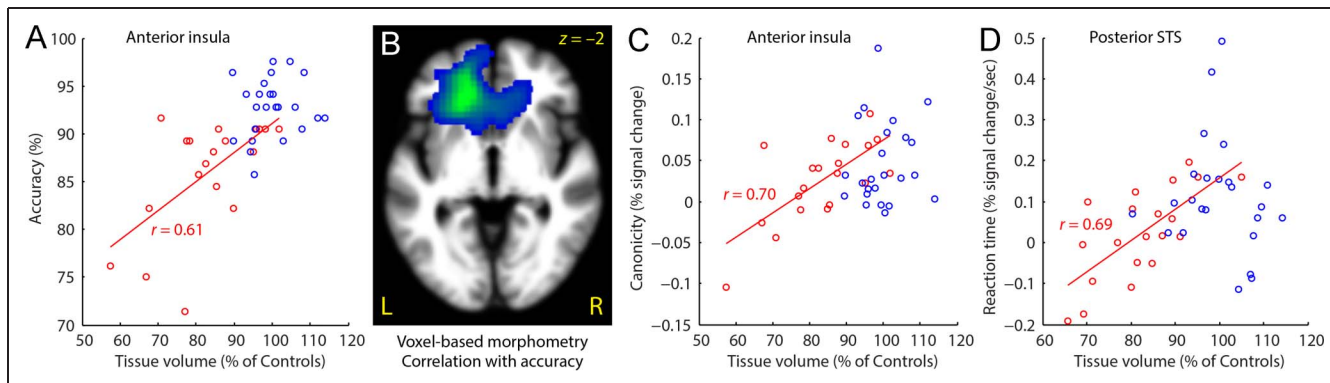 A
Anterior insula
Accuracy (%)
100
95
90
85
80
75
70
r = 0.61
50 60 70 80 90 100 110 120
Tissue volume (% of Controls)
B
z = −2
L R
Voxel-based morphometry
Correlation with accuracy
C
Anterior insula
Canonicity (% signal change)
0.2
0.15
0.1
0.05
0
−0.05
−0.1
−0.15
r = 0.70
50 60 70 80 90 100 110 120
Tissue volume (% of Controls)
D
Posterior STS
Reaction time (% signal change/sec)
0.5
0.4
0.3
0.2
0.1
0
−0.1
−0.2
r = 0.69
60 70 80 90 100 110 120
Tissue volume (% of Controls)